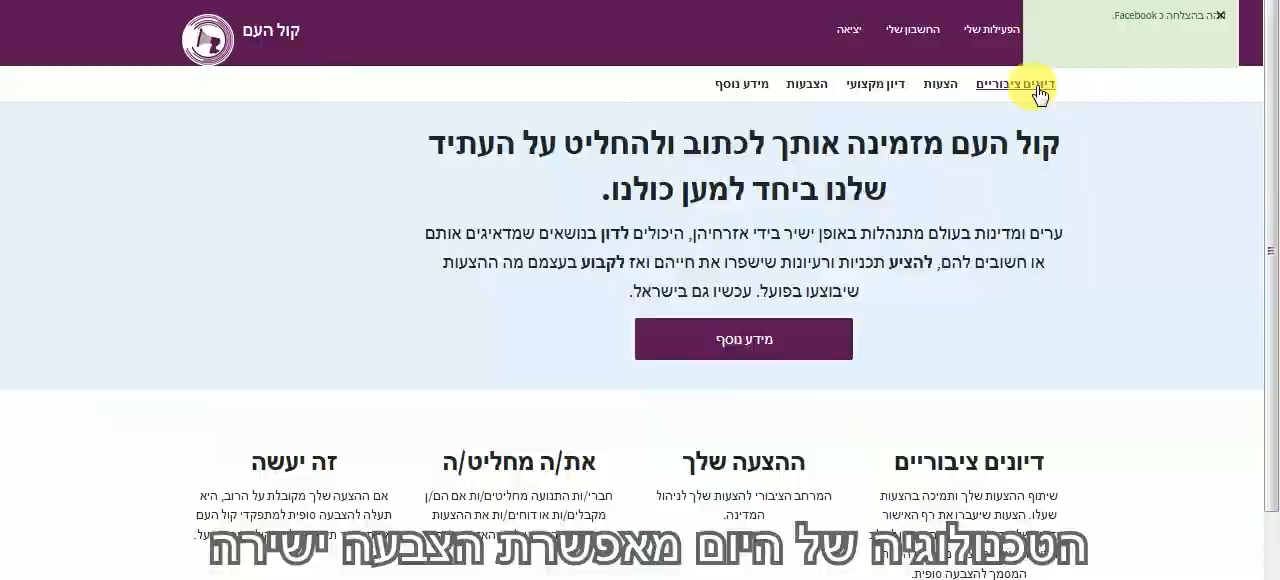 זוהה בהצלחה כ Facebook.
קול העם
הפעילות שלי
החשבון שלי
יציאה
דיונים ציבוריים
הצעות
דיון מקצועי
הצבעות
מידע נוסף
קול העם מזמינה אותך לכתוב ולהחליט על העתיד
שלנו ביחד למען כולנו.
ערים ומדינות בעולם מתנהלות באופן ישיר בידי אזרחיהן, היכולים לדון בנושאים שמדאיגים אותם
או חשובים להם, להציע תכניות ורעיונות שישפרו את חייהם ואז לקבוע בעצמם מה ההצעות
שיבוצעו בפועל. עכשיו גם בישראל.
מידע נוסף
דיונים ציבוריים
שיתוף ההצעות שלך ותמיכה בהצעות
שעלו. הצעות שיעברו את רף האישור
המסמך להצבעה סופית.
ההצעה שלך
המרחב הציבורי להצעות שלך לניהול
המדינה.
את/ה מחליט/ה
חברי/ות התנועה מחליטים/ות אם הם/ן
מקבלים/ות או דוחים/ות את ההצעות
זה יעשה
אם ההצעה שלך מקובלת על הרוב, היא
תעלה להצבעה סופית למתפקדי קול העם
הטכנולוגיה של היום מאפשרת הצבעה ישירה